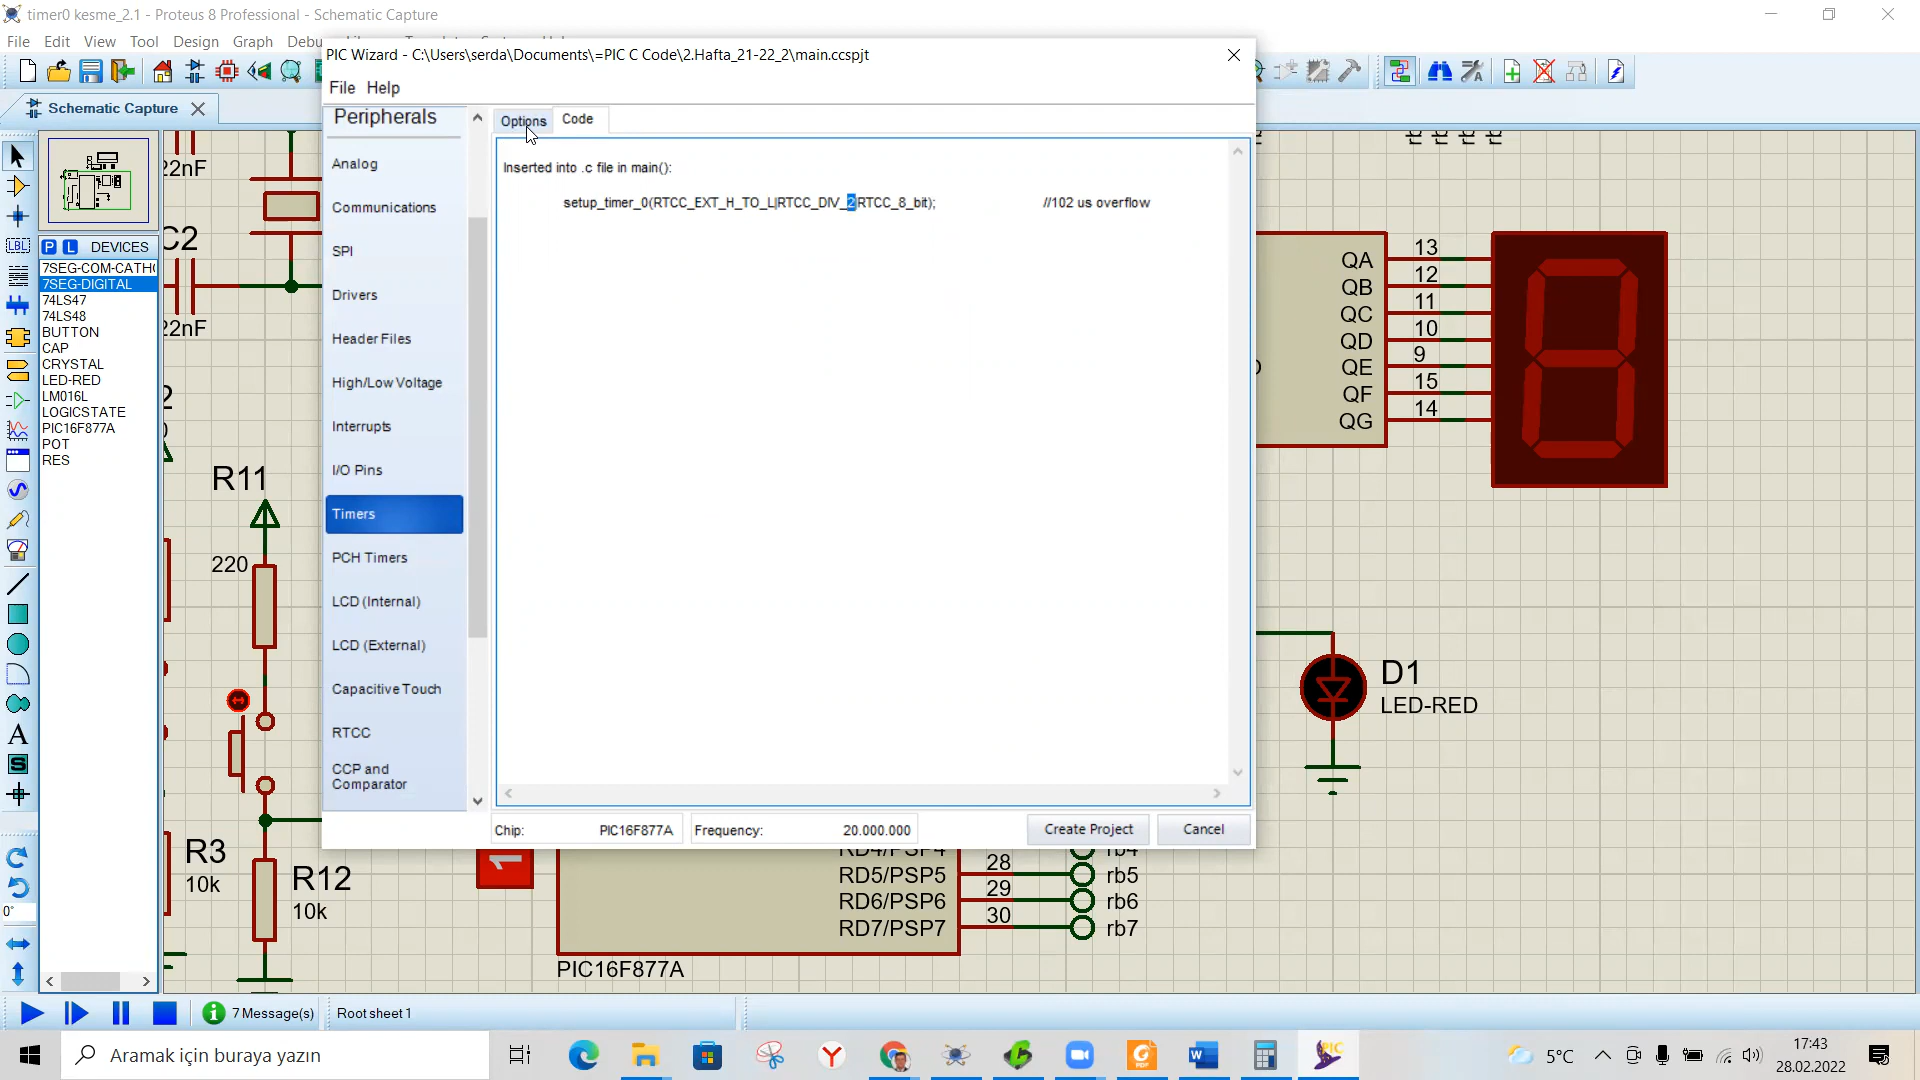 timer0 kesme_2.1 - Proteus 8 Professional - Schematic Capture
File Edit View Tool Design Graph Debu
PIC Wizard - C:\Users\serda\Documents\=PIC C Code\2.Hafta_21-22_2\main.ccspjt
File Help
Schematic Capture
Peripherals
Analog
Communications
SPI
Drivers
Header Files
High/Low Voltage
Interrupts
I/O Pins
Timers
PCH Timers
LCD (Internal)
LCD (External)
Capacitive Touch
RTCC
CCP and
Comparator
Options Code
Inserted into .c file in main():
setup_timer_0(RTCC_EXT_H_TO_L|RTCC_DIV_2|RTCC_8_bit); //102 us overflow
Chip: PIC16F877A Frequency: 20.000.000 Create Project Cancel
P L DEVICES
7SEG-COM-CATH
7SEG-DIGITAL
74LS47
74LS48
BUTTON
CAP
CRYSTAL
LED-RED
LM016L
LOGICSTATE
PIC16F877A
POT
RES
LBL
A
S
0°
22nF
C2
22nF
R11
220
R3
10k
R12
10k
1
QA 13
QB 12
QC 11
QD 10
QE 9
QF 15
QG 14
D1
LED-RED
RD4/PSP4 rb4
RD5/PSP5 28 rb5
RD6/PSP6 29 rb6
RD7/PSP7 30 rb7
PIC16F877A
7 Message(s) Root sheet 1
Aramak için buraya yazın
5°C
17:43
28.02.2022